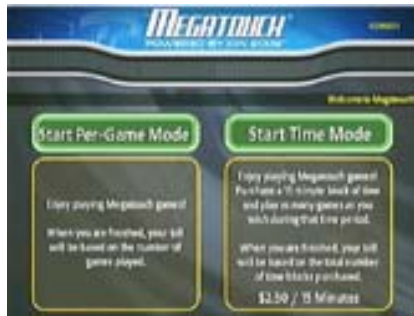 MEGATOUCH
POWERED BY
Welcome to Megatouch
Start Per-Game Mode
Enjoy playing Megatouch games!
When you are finished, your bill
will be based on the number of
games played.
Start Time Mode
Enjoy playing Megatouch games!
Purchase a 15 minute block of time
and play as many games as you
wish during that time period.
When you are finished, your bill
will be based on the total number
of time blocks purchased.
$2.50 / 15 Minutes